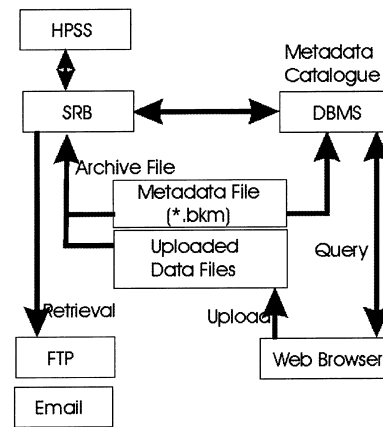 HPSS
Metadata
Catalogue
SRB
DBMS
Archive File
Metadata File
(*.bkm)
Uploaded
Data Files
Query
Retrieval
Upload
FTP
Web Browser
Email